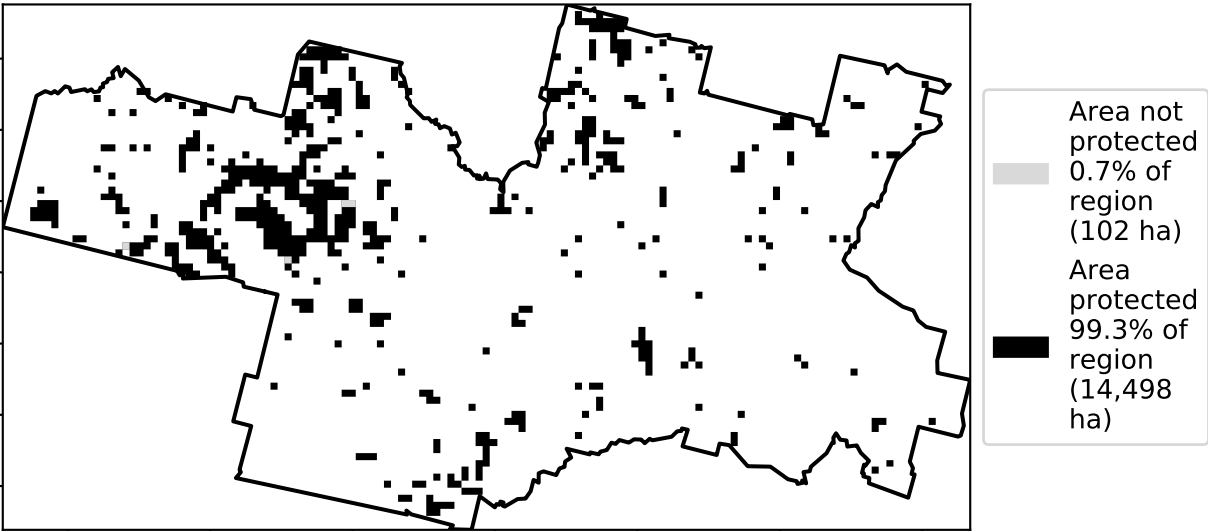 Area not
protected
0.7% of
region
(102 ha)
Area
protected
99.3% of
region
(14,498
ha)